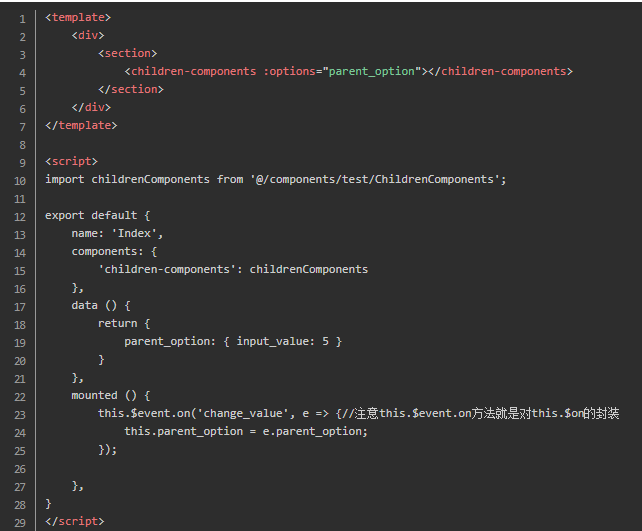 1 <template>
2     <div>
3         <section>
4             <children-components :options="parent_option"></children-components>
5         </section>
6     </div>
7 </template>
8
9 <script>
10 import childrenComponents from '@/components/test/ChildrenComponents';
11
12 export default {
13     name: 'Index',
14     components: {
15         'children-components': childrenComponents
16     },
17     data () {
18         return {
19             parent_option: { input_value: 5 }
20         }
21     },
22     mounted () {
23         this.$event.on('change_value', e => {//注意this.$event.on方法就是对this.$on的封装
24             this.parent_option = e.parent_option;
25         });
26
27     },
28 }
29 </script>